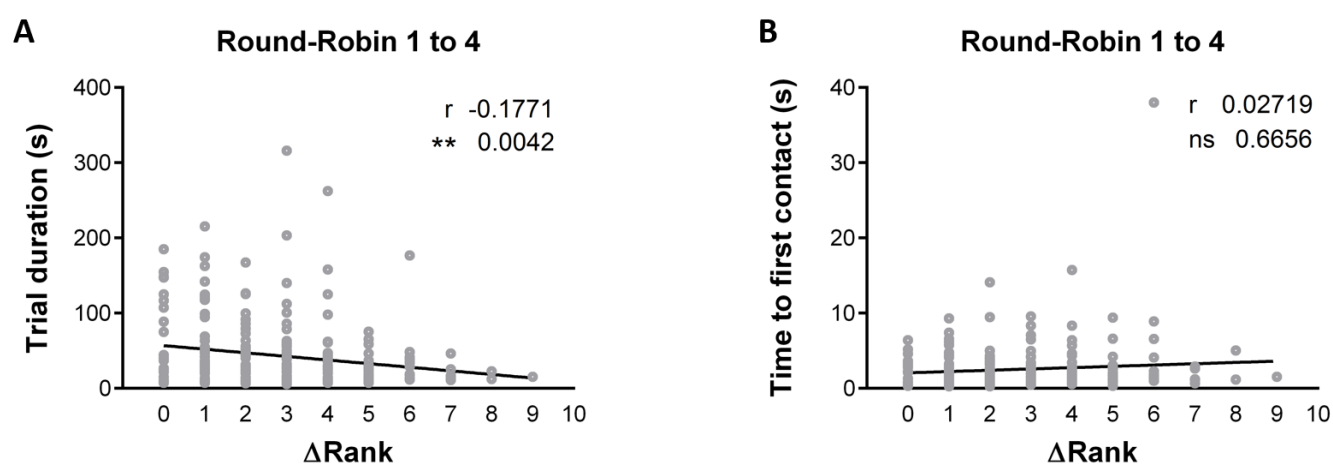 A
Round-Robin 1 to 4
Trial duration (s)
400
300
200
100
0
r -0.1771
** 0.0042
0 1 2 3 4 5 6 7 8 9 10
ΔRank
B
Round-Robin 1 to 4
Time to first contact (s)
40
30
20
10
0
r 0.02719
ns 0.6656
0 1 2 3 4 5 6 7 8 9 10
ΔRank